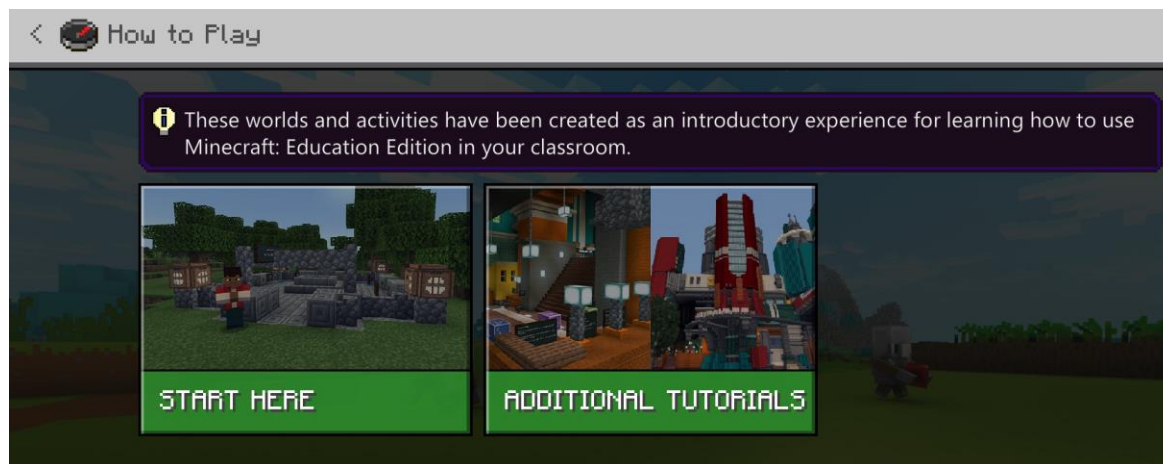 How to Play
These worlds and activities have been created as an introductory experience for learning how to use
Minecraft: Education Edition in your classroom.
START HERE
ADDITIONAL TUTORIALS